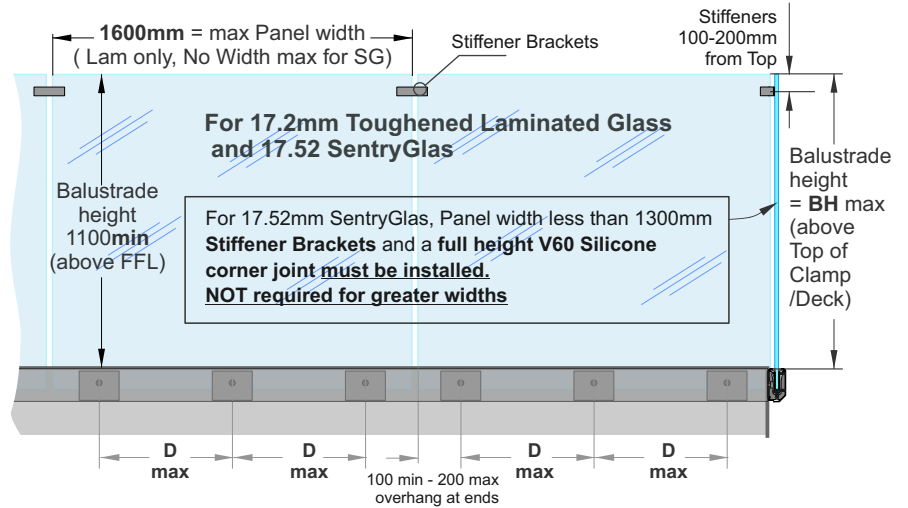 1600mm = max Panel width
( Lam only, No Width max for SG)
Stiffener Brackets
Stiffeners
100-200mm
from Top
For 17.2mm Toughened Laminated Glass
and 17.52 SentryGlas
Balustrade
height
1100min
(above FFL)
For 17.52mm SentryGlas, Panel width less than 1300mm
Stiffener Brackets and a full height V60 Silicone
corner joint must be installed.
NOT required for greater widths
Balustrade
height
= BH max
(above
Top of
Clamp
/Deck)
D
max
D
max
100 min - 200 max
overhang at ends
D
max
D
max